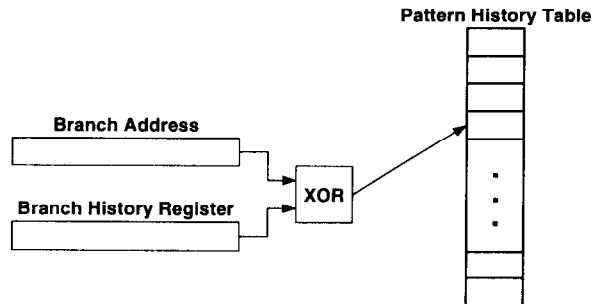 Pattern History Table
Branch Address
XOR
Branch History Register